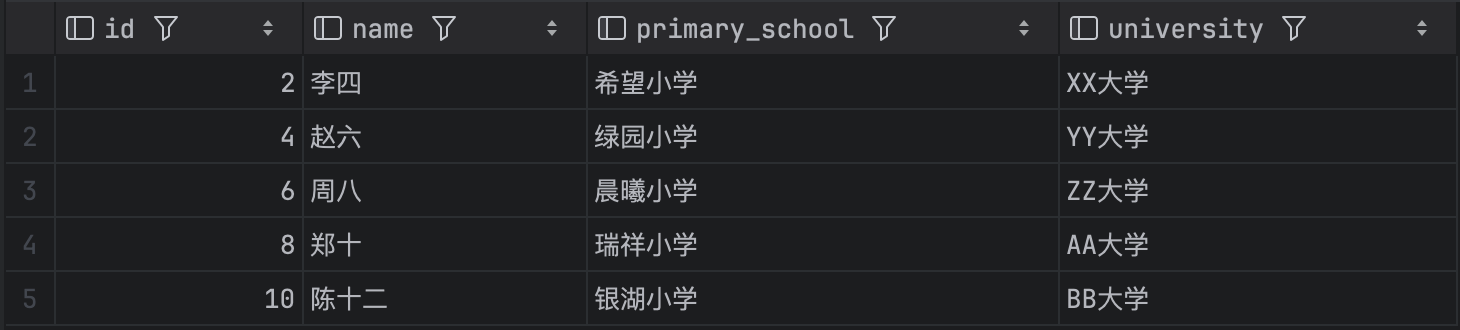 id name primary_school university
1 2 李四 希望小学 XX大学
2 4 赵六 绿园小学 YY大学
3 6 周八 晨曦小学 ZZ大学
4 8 郑十 瑞祥小学 AA大学
5 10 陈十二 银湖小学 BB大学